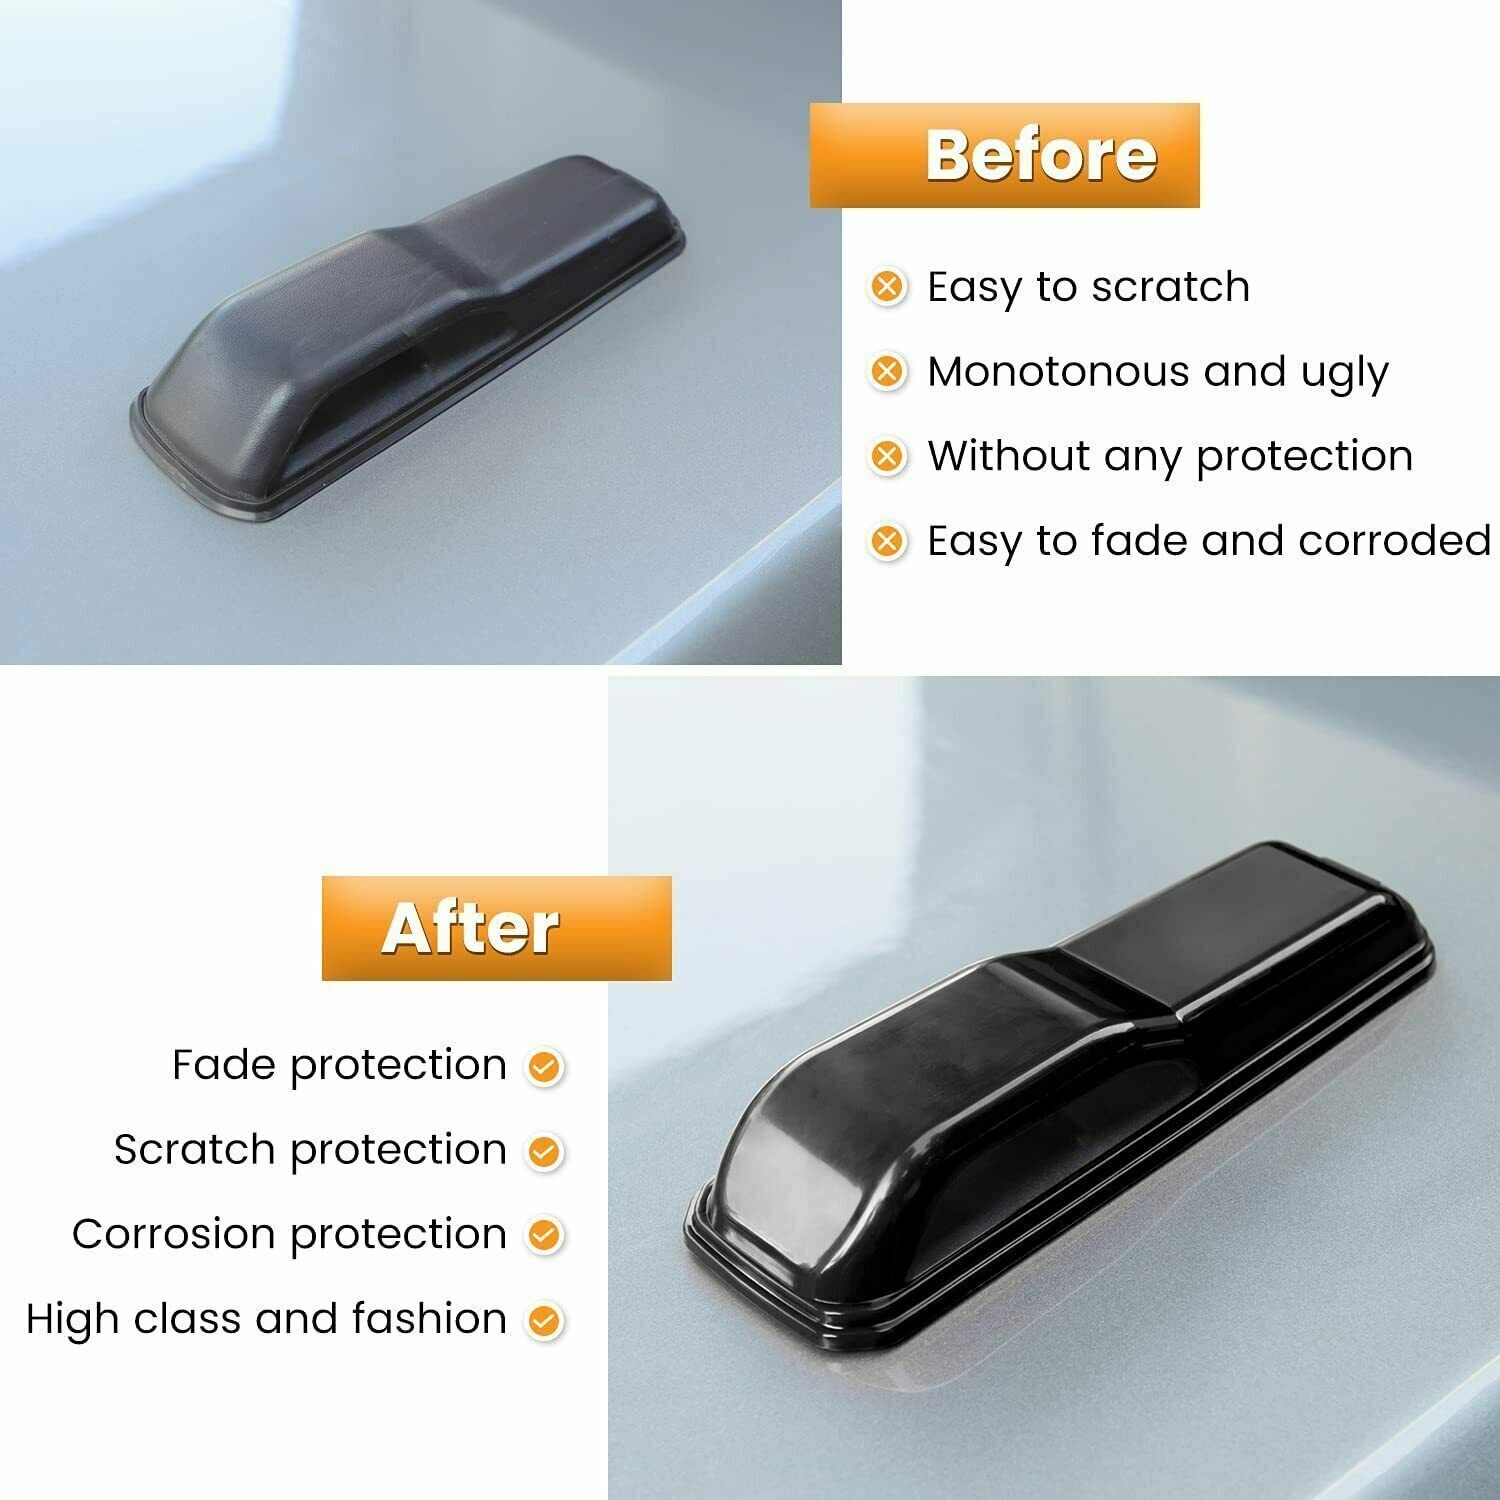 Before
Easy to scratch
Monotonous and ugly
Without any protection
Easy to fade and corroded
After
Fade protection
Scratch protection
Corrosion protection
High class and fashion